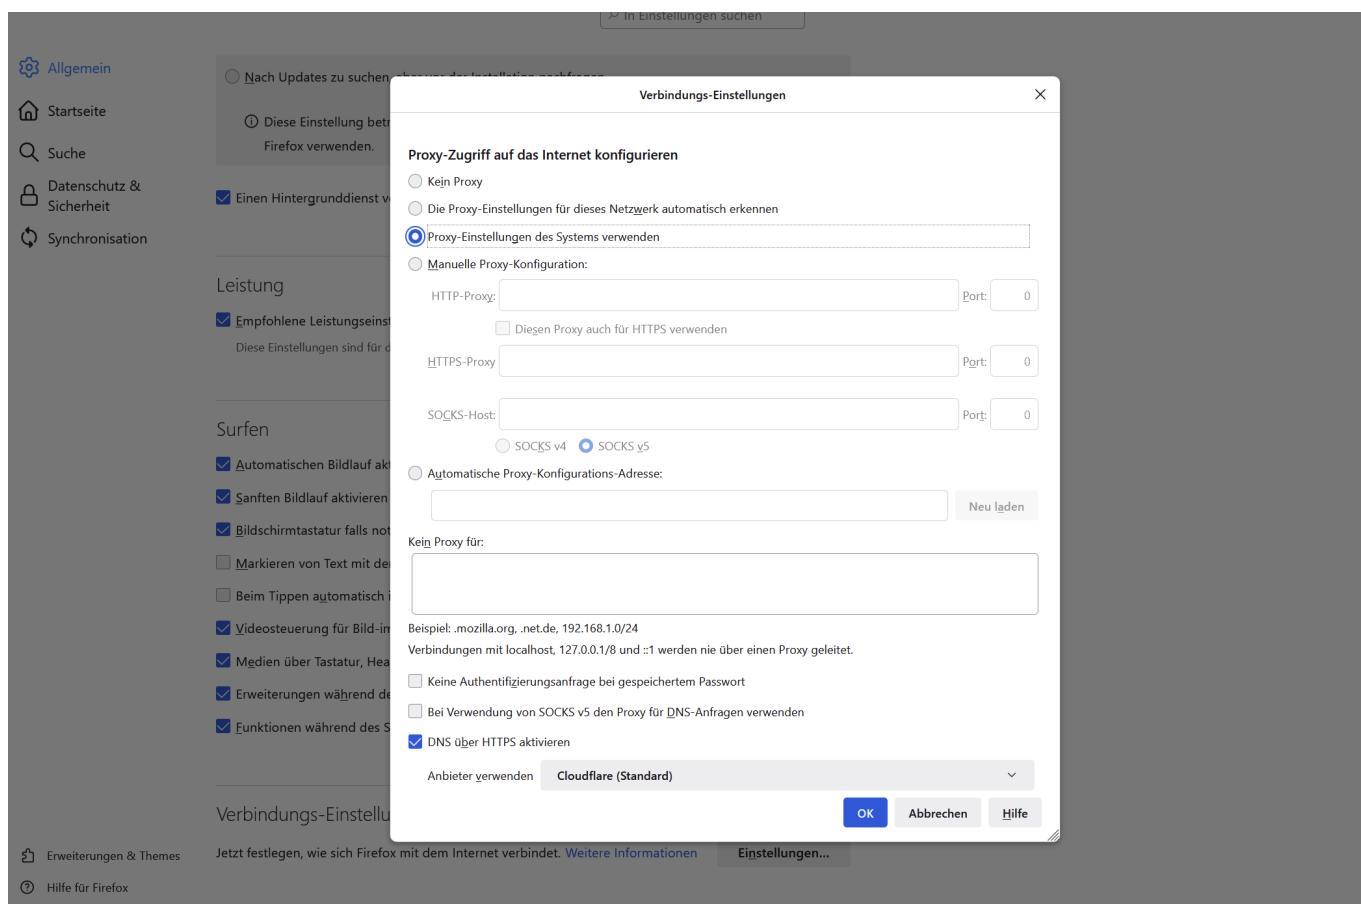 In Einstellungen suchen
Allgemein
Startseite
Suche
Datenschutz &
Sicherheit
Synchronisation
Erweiterungen & Themes
Hilfe für Firefox
Nach Updates zu suchen, aber vor der Installation nachfragen
Diese Einstellung betr
Firefox verwenden.
Einen Hintergrunddienst v
Leistung
Empfohlene Leistungseinst
Diese Einstellungen sind für d
Surfen
Automatischen Bildlauf akt
Sanften Bildlauf aktivieren
Bildschirmtastatur falls not
Markieren von Text mit de
Beim Tippen automatisch i
Videosteuerung für Bild-im
Medien über Tastatur, Hea
Erweiterungen während de
Funktionen während des S
Verbindungs-Einstellu
Jetzt festlegen, wie sich Firefox mit dem Internet verbindet. Weitere Informationen
Einstellungen...
Verbindungs-Einstellungen
Proxy-Zugriff auf das Internet konfigurieren
Kein Proxy
Die Proxy-Einstellungen für dieses Netzwerk automatisch erkennen
Proxy-Einstellungen des Systems verwenden
Manuelle Proxy-Konfiguration:
HTTP-Proxy: Port: 0
Diesen Proxy auch für HTTPS verwenden
HTTPS-Proxy Port: 0
SOCKS-Host: Port: 0
SOCKS v4 SOCKS v5
Automatische Proxy-Konfigurations-Adresse:
Neu laden
Kein Proxy für:
Beispiel: .mozilla.org, .net.de, 192.168.1.0/24
Verbindungen mit localhost, 127.0.0.1/8 und ::1 werden nie über einen Proxy geleitet.
Keine Authentifizierungsanfrage bei gespeichertem Passwort
Bei Verwendung von SOCKS v5 den Proxy für DNS-Anfragen verwenden
DNS über HTTPS aktivieren
Anbieter verwenden Cloudflare (Standard)
OK Abbrechen Hilfe